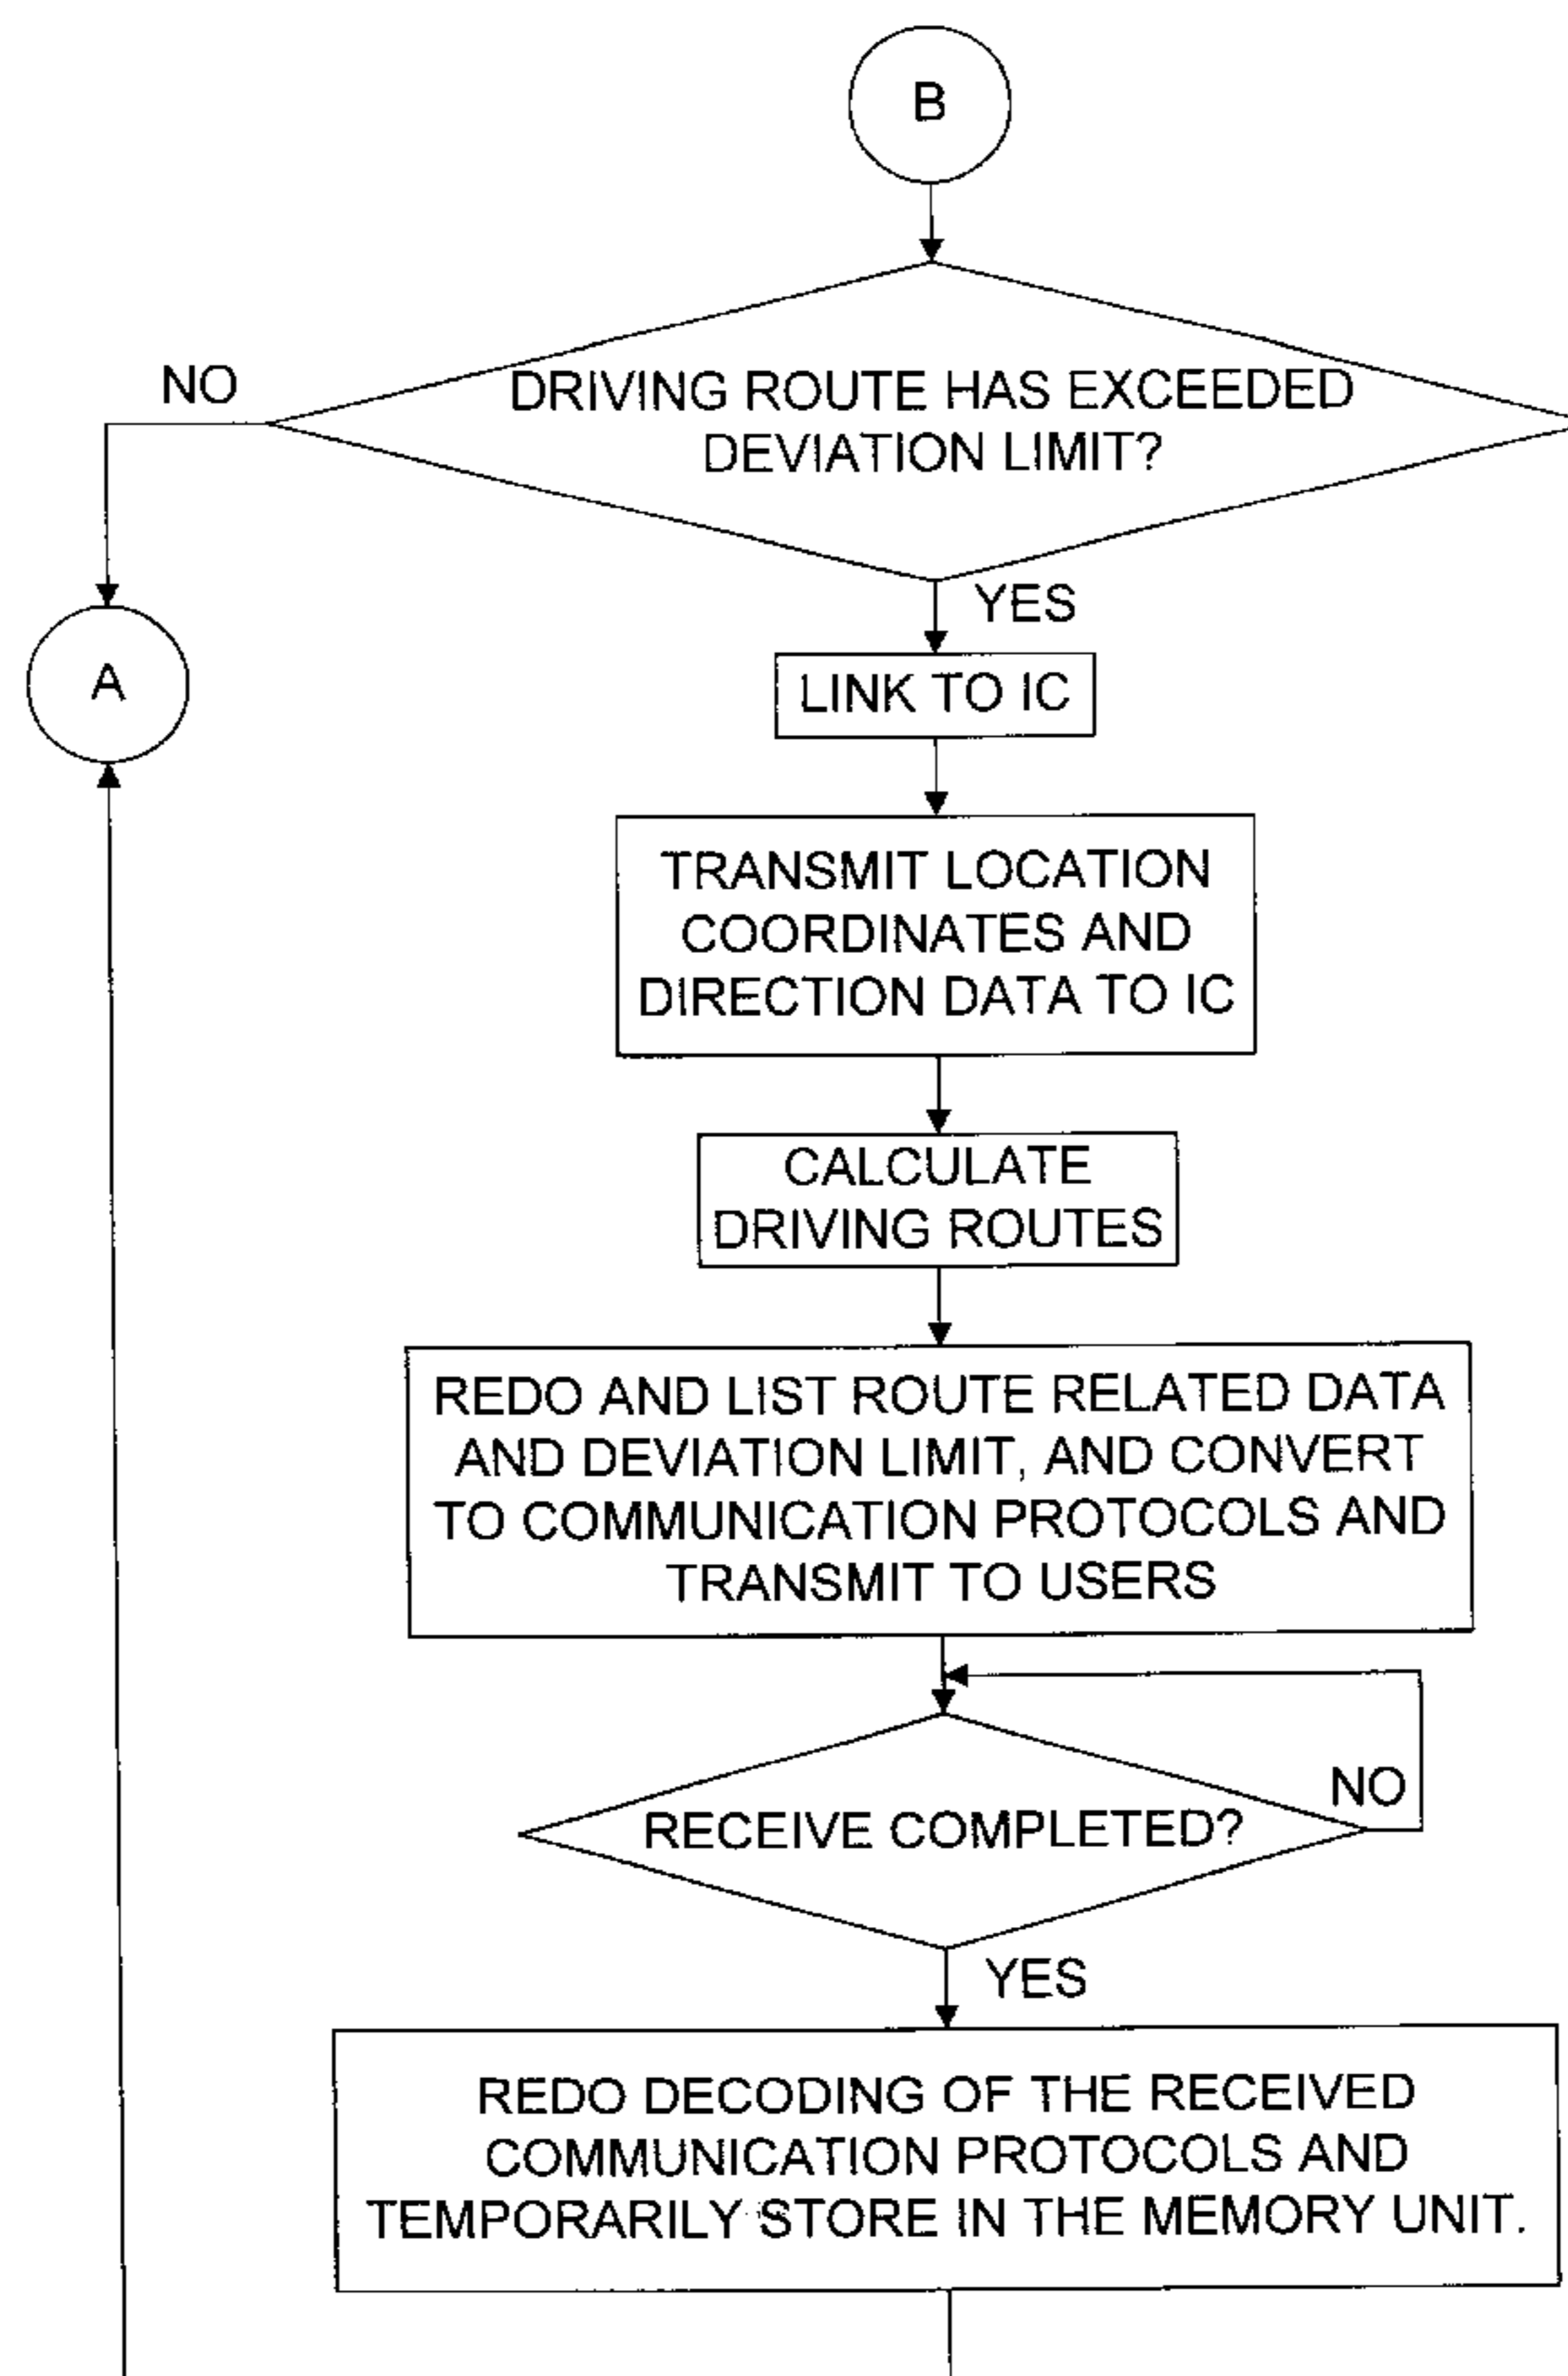 B
NO
DRIVING ROUTE HAS EXCEEDED
DEVIATION LIMIT?
YES
A
LINK TO IC
TRANSMIT LOCATION
COORDINATES AND
DIRECTION DATA TO IC
CALCULATE
DRIVING ROUTES
REDO AND LIST ROUTE RELATED DATA
AND DEVIATION LIMIT, AND CONVERT
TO COMMUNICATION PROTOCOLS AND
TRANSMIT TO USERS
NO
RECEIVE COMPLETED?
YES
REDO DECODING OF THE RECEIVED
COMMUNICATION PROTOCOLS AND
TEMPORARILY STORE IN THE MEMORY UNIT.